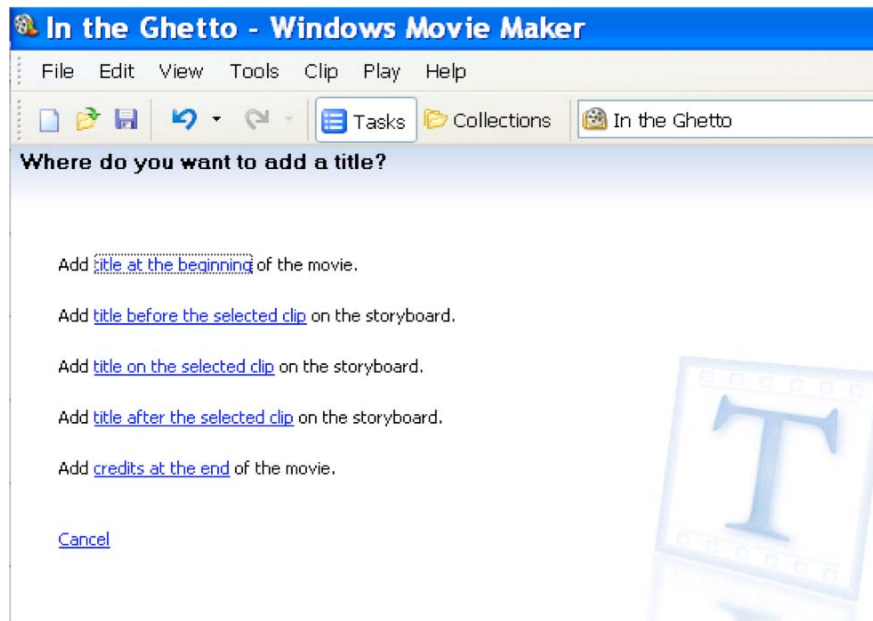 In the Ghetto - Windows Movie Maker
File Edit View Tools Clip Play Help
Tasks Collections In the Ghetto
Where do you want to add a title?
Add title at the beginning of the movie.
Add title before the selected clip on the storyboard.
Add title on the selected clip on the storyboard.
Add title after the selected clip on the storyboard.
Add credits at the end of the movie.
Cancel
T